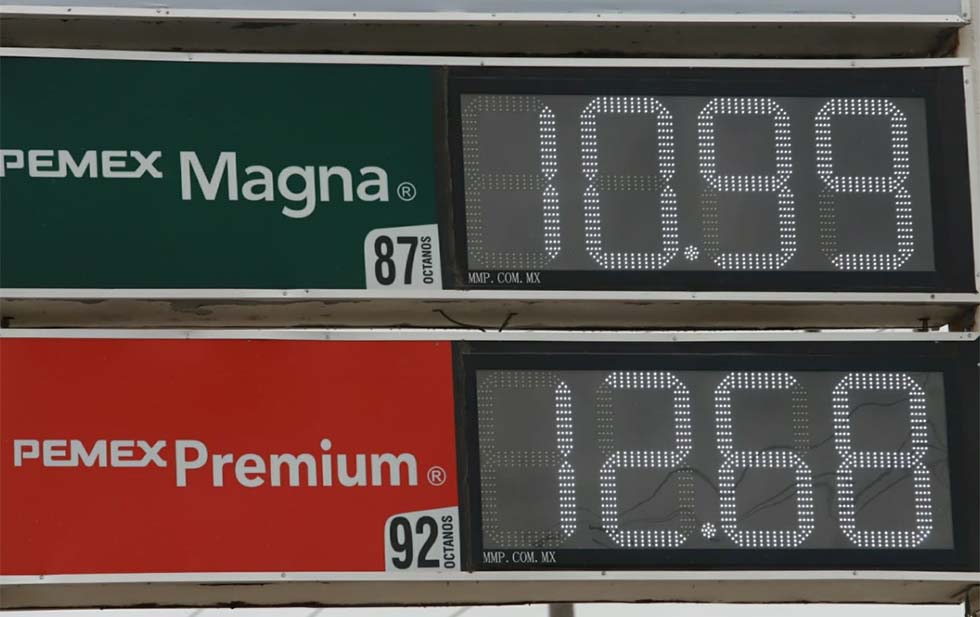 PEMEX Magna®
87 OCTANOS
10.99
MMP.COM.MX
PEMEX Premium®
92 OCTANOS
12.68
MMP.COM.MX